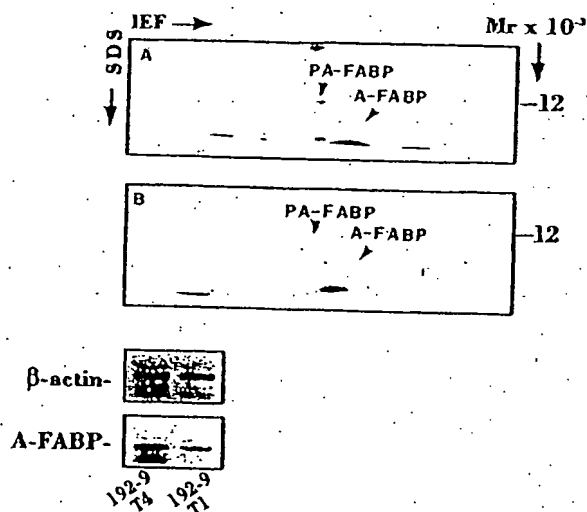 IEF →
Mr x 10⁻³
SDS
A
PA-FABP
A-FABP
-12
B
PA-FABP
A-FABP
-12
β-actin-
A-FABP-
192-9 T4
192-9 T1